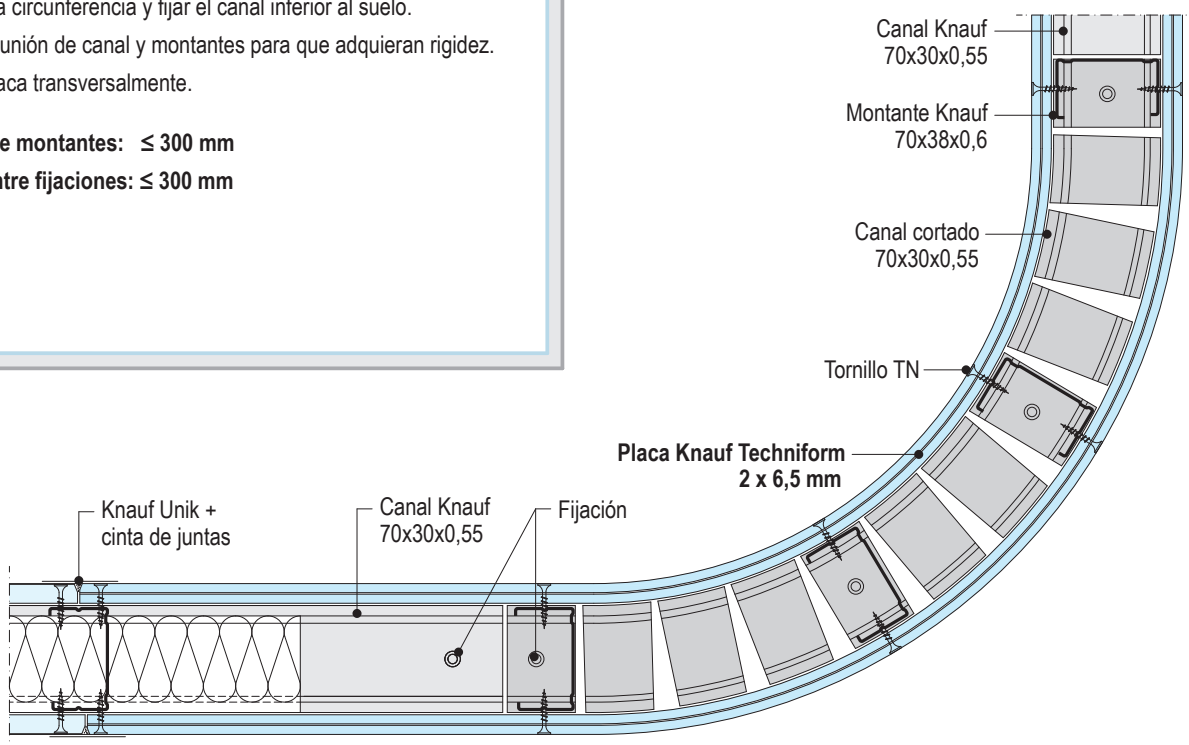 a circunferencia y fijar el canal inferior al suelo.
unión de canal y montantes para que adquieran rigidez.
aca transversalmente.
e montantes: ≤ 300 mm
ntre fijaciones: ≤ 300 mm
Canal Knauf
70x30x0,55
Montante Knauf
70x38x0,6
Canal cortado
70x30x0,55
Tornillo TN
Placa Knauf Techniform
2 x 6,5 mm
Knauf Unik +
cinta de juntas
Canal Knauf
70x30x0,55
Fijación